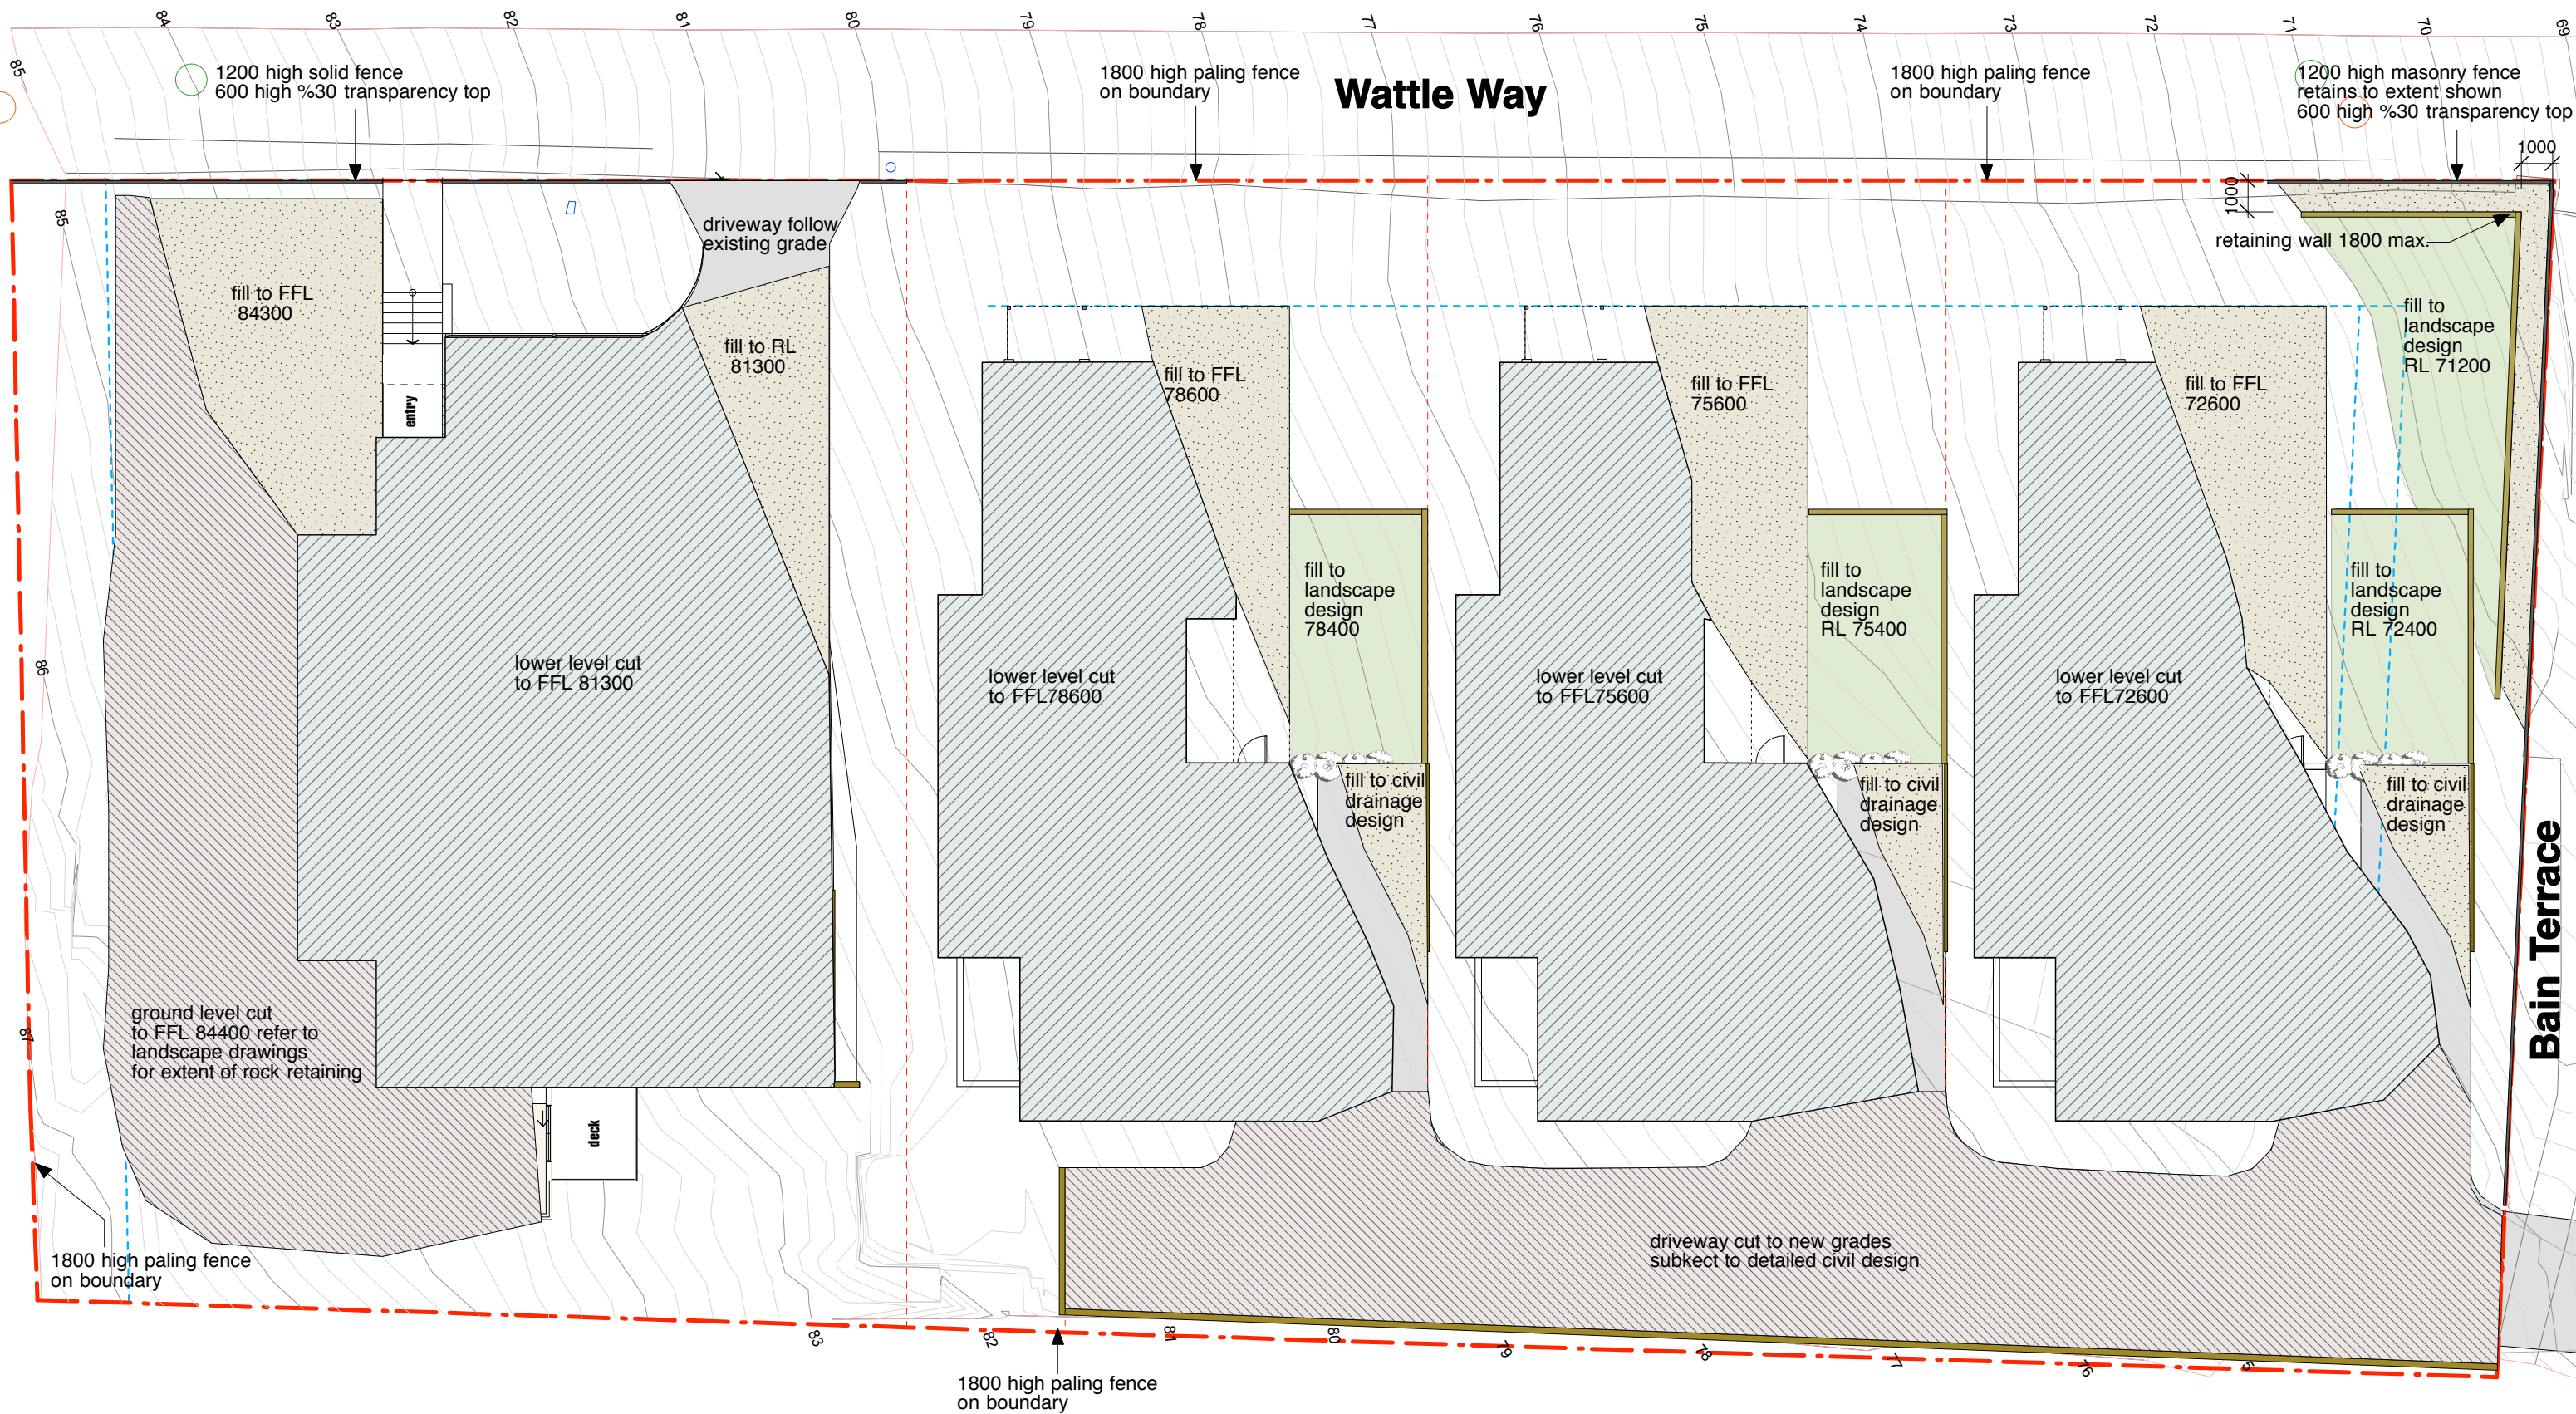 84
83
82
81
80
79
78
77
76
75
74
73
72
71
70
69
85
1200 high solid fence
600 high %30 transparency top
1800 high paling fence
on boundary
Wattle Way
1800 high paling fence
on boundary
1200 high masonry fence
retains to extent shown
600 high %30 transparency top
1000
1000
retaining wall 1800 max.
85
driveway follow
existing grade
fill to FFL
84300
fill to RL
81300
entry
fill to FFL
78600
fill to FFL
75600
fill to FFL
72600
fill to
landscape
design
RL 71200
fill to
landscape
design
78400
fill to
landscape
design
RL 75400
fill to
landscape
design
RL 72400
86
lower level cut
to FFL 81300
lower level cut
to FFL78600
lower level cut
to FFL75600
lower level cut
to FFL72600
fill to civil
drainage
design
fill to civil
drainage
design
fill to civil
drainage
design
Bain Terrace
87
ground level cut
to FFL 84400 refer to
landscape drawings
for extent of rock retaining
deck
1800 high paling fence
on boundary
driveway cut to new grades
subkect to detailed civil design
83
82
81
80
79
78
77
76
5
1800 high paling fence
on boundary